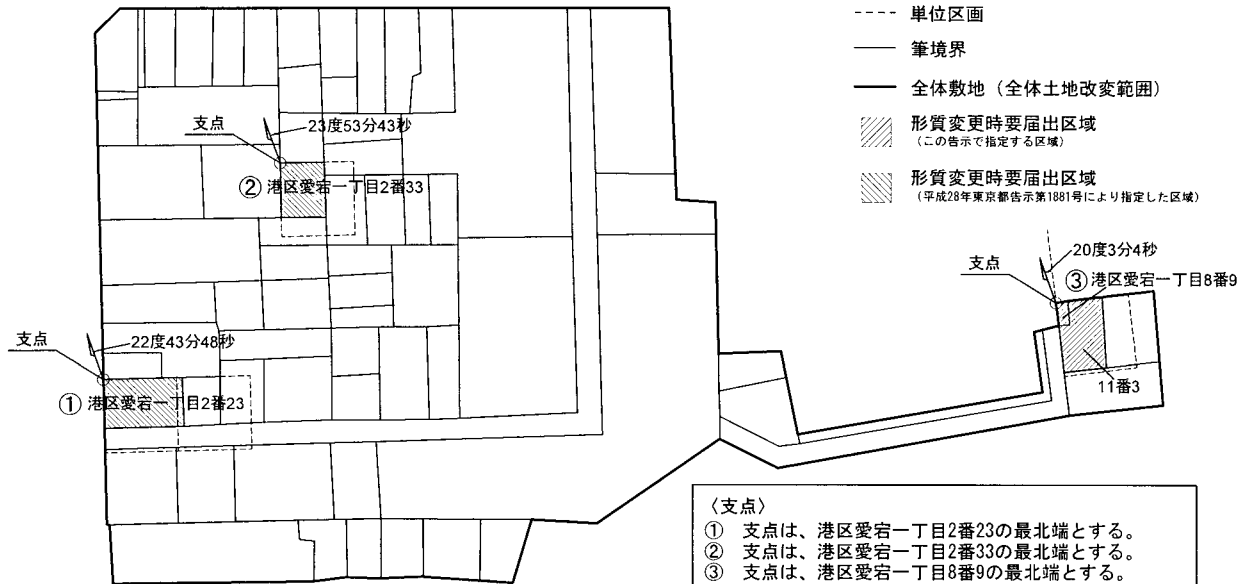 単位区画
筆境界
全体敷地（全体土地改変範囲）
形質変更時要届出区域
（この告示で指定する区域）
形質変更時要届出区域
（平成28年東京都告示第1881号により指定した区域）
支点
23度53分43秒
② 港区愛宕一丁目2番33
支点
22度43分48秒
① 港区愛宕一丁目2番23
支点
20度3分4秒
③ 港区愛宕一丁目8番9
11番3
〈支点〉
① 支点は、港区愛宕一丁目2番23の最北端とする。
② 支点は、港区愛宕一丁目2番33の最北端とする。
③ 支点は、港区愛宕一丁目8番9の最北端とする。